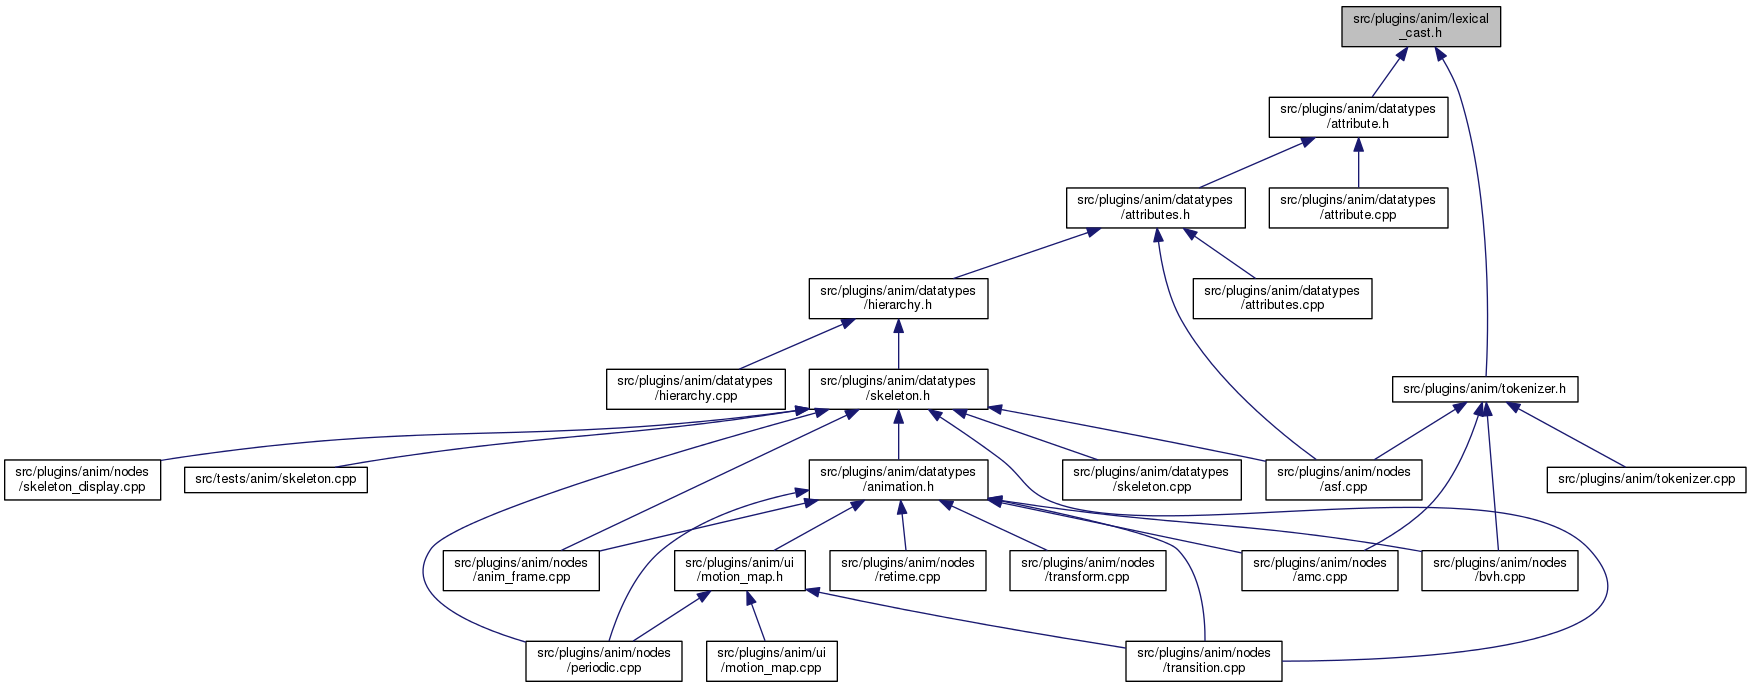 src/plugins/anim/lexical
_cast.h
src/plugins/anim/datatypes
/attribute.h
src/plugins/anim/datatypes
/attributes.h
src/plugins/anim/datatypes
/attribute.cpp
src/plugins/anim/datatypes
/hierarchy.h
src/plugins/anim/datatypes
/attributes.cpp
src/plugins/anim/datatypes
/hierarchy.cpp
src/plugins/anim/datatypes
/skeleton.h
src/plugins/anim/tokenizer.h
src/plugins/anim/nodes
/skeleton_display.cpp
src/tests/anim/skeleton.cpp
src/plugins/anim/datatypes
/animation.h
src/plugins/anim/datatypes
/skeleton.cpp
src/plugins/anim/nodes
/asf.cpp
src/plugins/anim/tokenizer.cpp
src/plugins/anim/nodes
/anim_frame.cpp
src/plugins/anim/ui
/motion_map.h
src/plugins/anim/nodes
/retime.cpp
src/plugins/anim/nodes
/transform.cpp
src/plugins/anim/nodes
/amc.cpp
src/plugins/anim/nodes
/bvh.cpp
src/plugins/anim/nodes
/periodic.cpp
src/plugins/anim/ui
/motion_map.cpp
src/plugins/anim/nodes
/transition.cpp